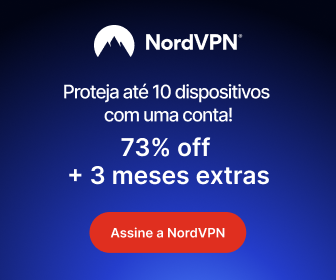 NordVPN®
Proteja até 10 dispositivos
com uma conta!
73% off
+ 3 meses extras
Assine a NordVPN